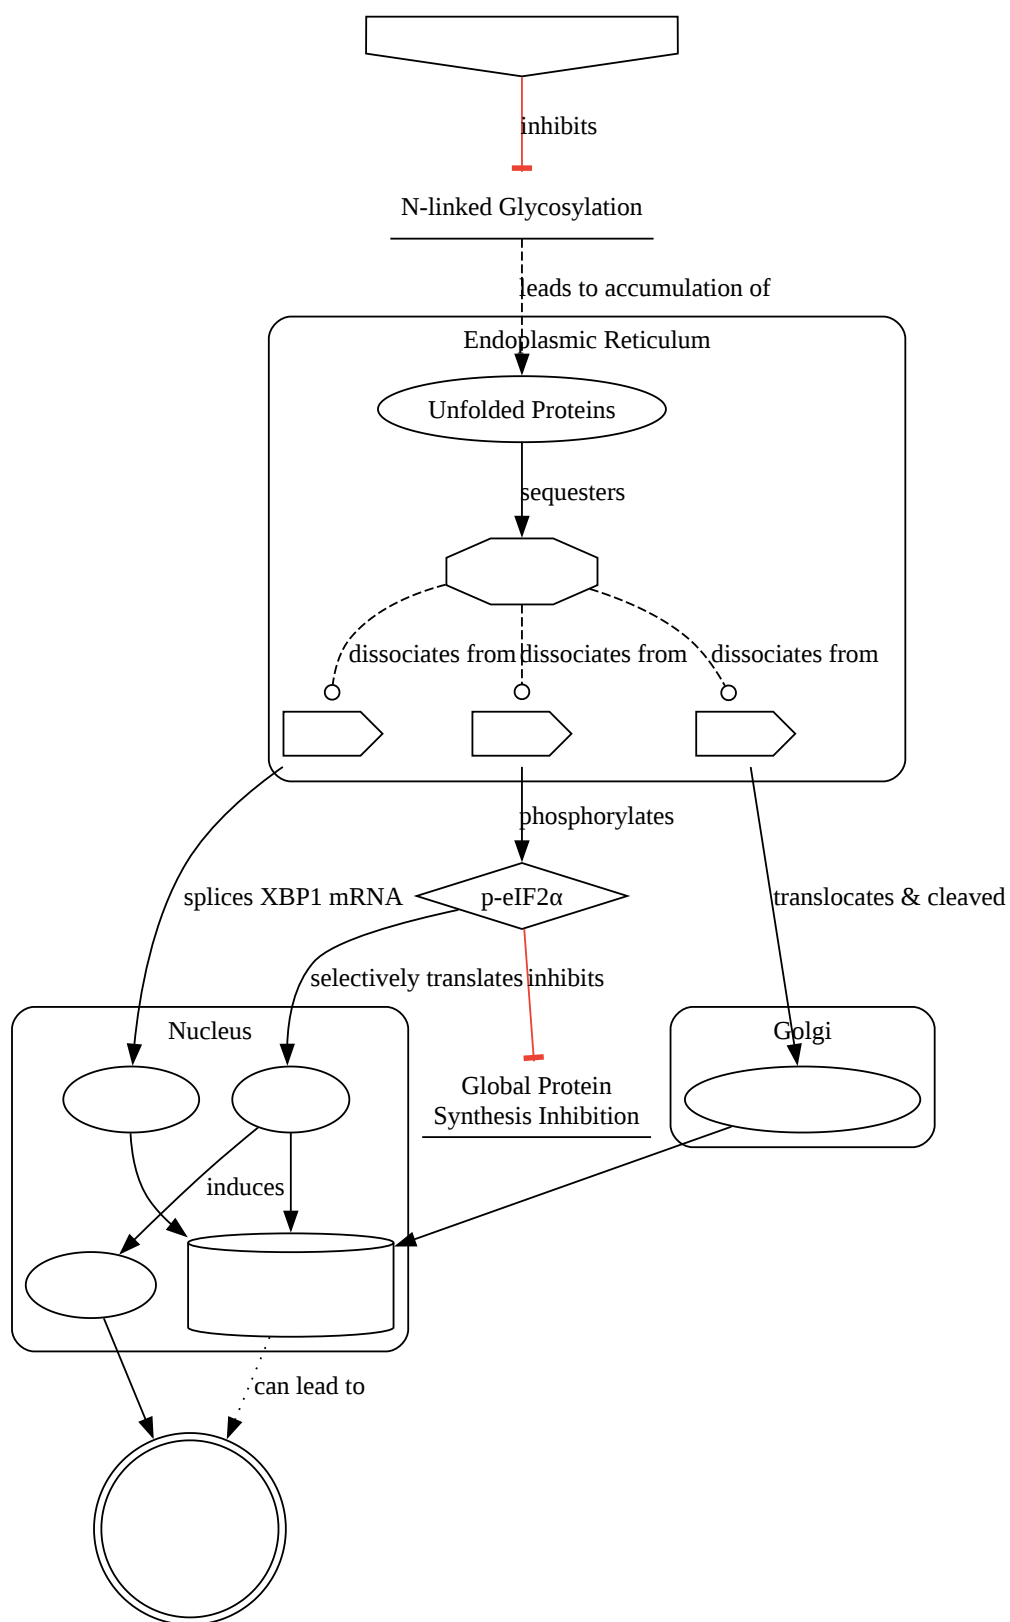 inhibits
N-linked Glycosylation
leads to accumulation of
Endoplasmic Reticulum
Unfolded Proteins
sequesters
dissociates from
dissociates from
dissociates from
phosphorylates
splices XBP1 mRNA
p-eIF2α
translocates & cleaved
selectively translates
inhibits
Nucleus
Golgi
Global Protein
Synthesis Inhibition
induces
can lead to